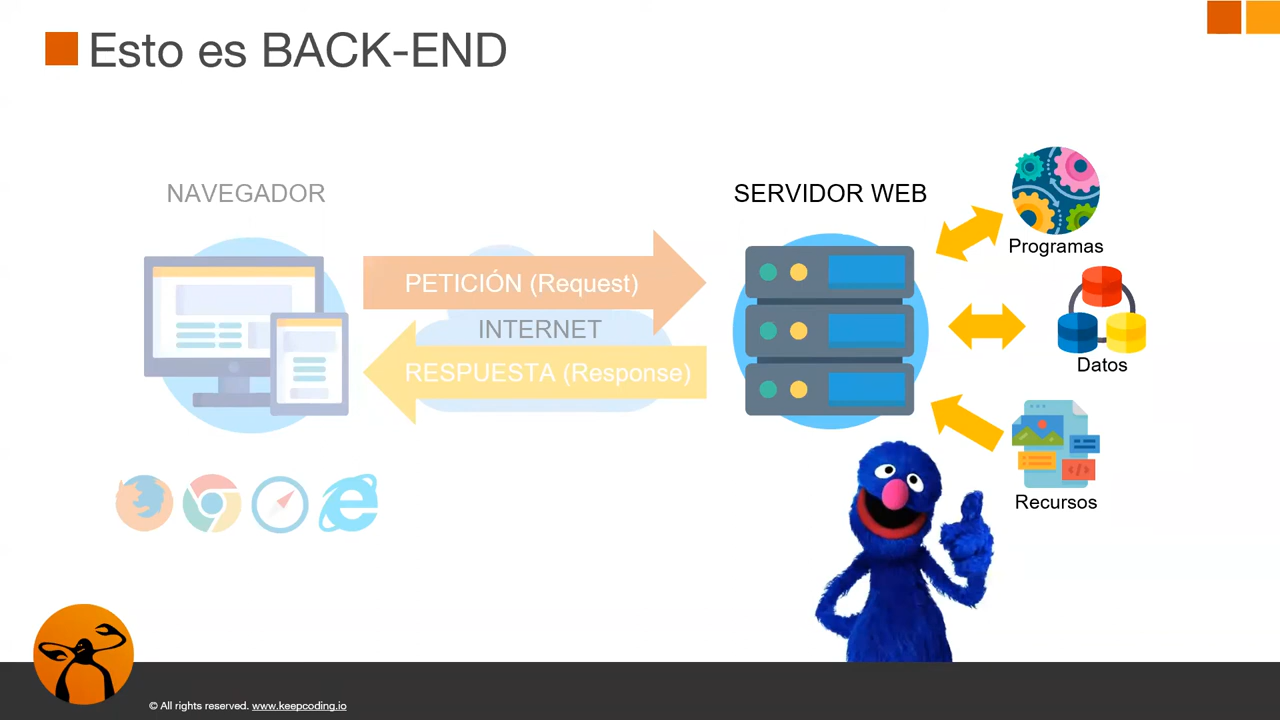 Esto es BACK-END
NAVEGADOR
PETICIÓN (Request)
INTERNET
RESPUESTA (Response)
SERVIDOR WEB
Programas
Datos
Recursos
© All rights reserved. www.keepcoding.io